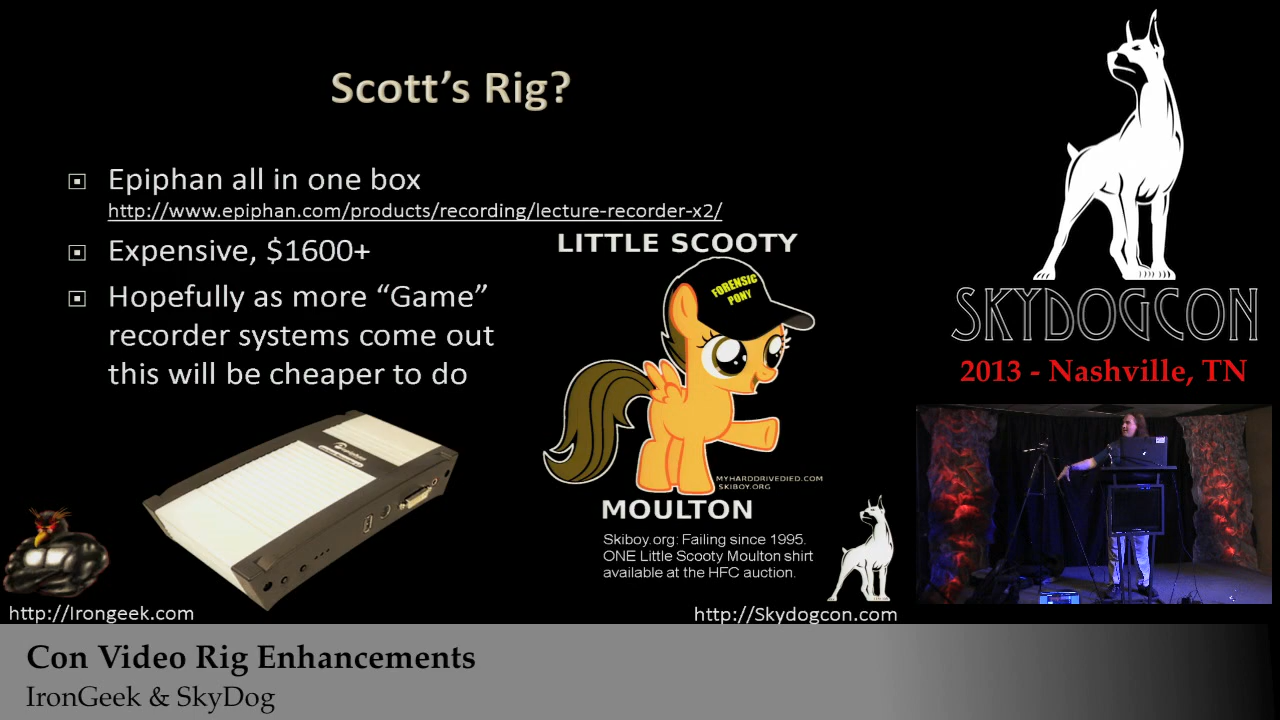 Scott's Rig?
Epiphan all in one box
http://www.epiphan.com/products/recording/lecture-recorder-x2/
Expensive, $1600+
Hopefully as more “Game”
recorder systems come out
this will be cheaper to do
LITTLE SCOOTY
FORENSIC
PONY
MYHARDDRIVEDIED.COM
SKIBOY.ORG
MOULTON
Skiboy.org: Failing since 1995.
ONE Little Scooty Moulton shirt
available at the HFC auction.
http://Irongeek.com
http://Skydogcon.com
SKYDOGCON
2013 - Nashville, TN
Con Video Rig Enhancements
IronGeek & SkyDog